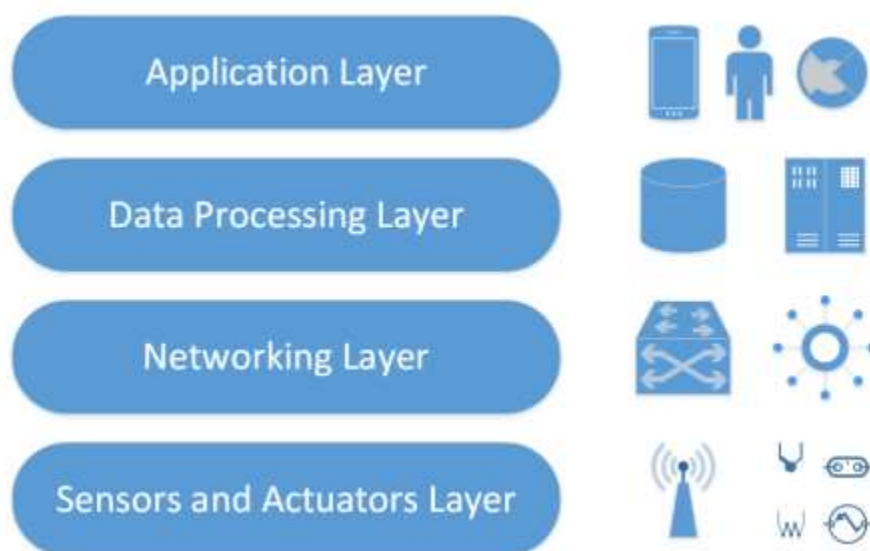 Application Layer
Data Processing Layer
Networking Layer
Sensors and Actuators Layer